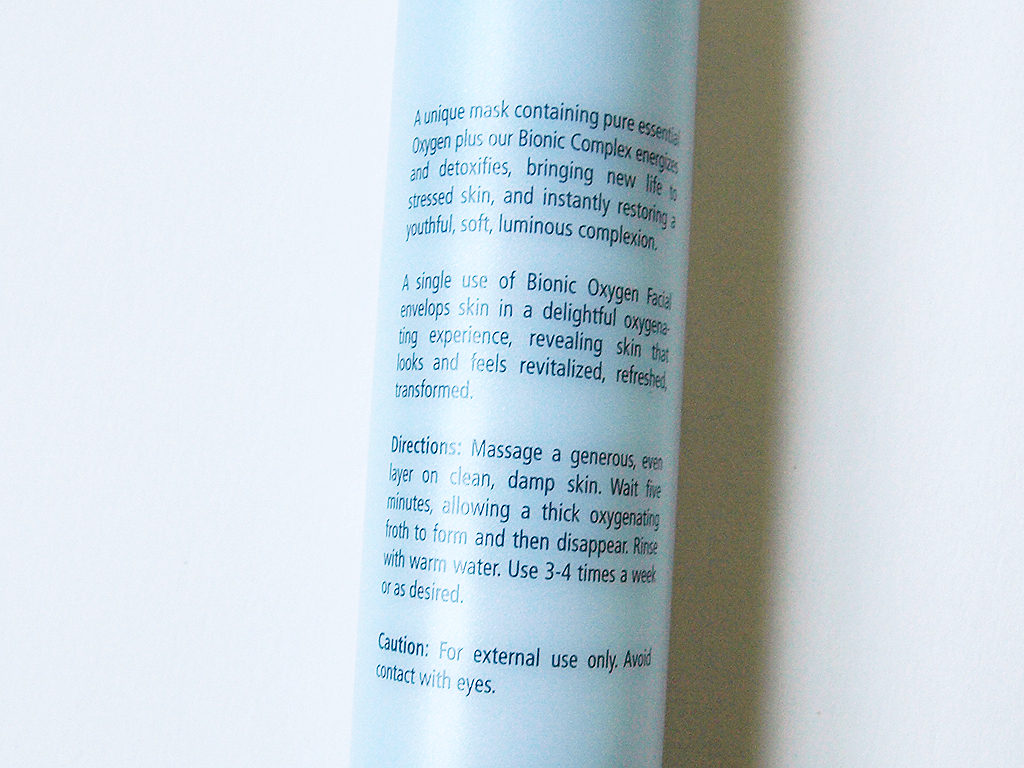 A unique mask containing pure essential
Oxygen plus our Bionic Complex energizes
and detoxifies, bringing new life to
stressed skin, and instantly restoring a
youthful, soft, luminous complexion.
A single use of Bionic Oxygen Facial
envelops skin in a delightful oxygena-
ting experience, revealing skin that
looks and feels revitalized, refreshed,
transformed.
Directions: Massage a generous, even
layer on clean, damp skin. Wait five
minutes, allowing a thick oxygenating
froth to form and then disappear. Rinse
with warm water. Use 3-4 times a week
or as desired.
Caution: For external use only. Avoid
contact with eyes.